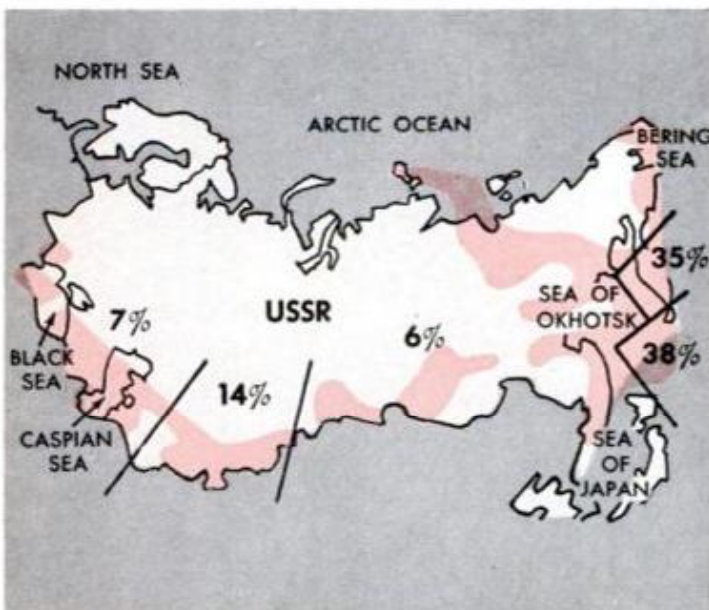 NORTH SEA
ARCTIC OCEAN
BERING
SEA
35%
SEA OF
OKHOTSK
USSR
7%
6%
38%
BLACK
SEA
14%
CASPIAN
SEA
SEA
OF
JAPAN